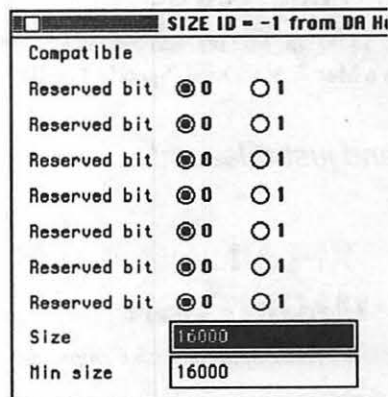 SIZE ID = -1 from DA
Compatible
Reserved bit 0 1
Reserved bit 0 1
Reserved bit 0 1
Reserved bit 0 1
Reserved bit 0 1
Reserved bit 0 1
Reserved bit 0 1
Size 16000
Min size 16000